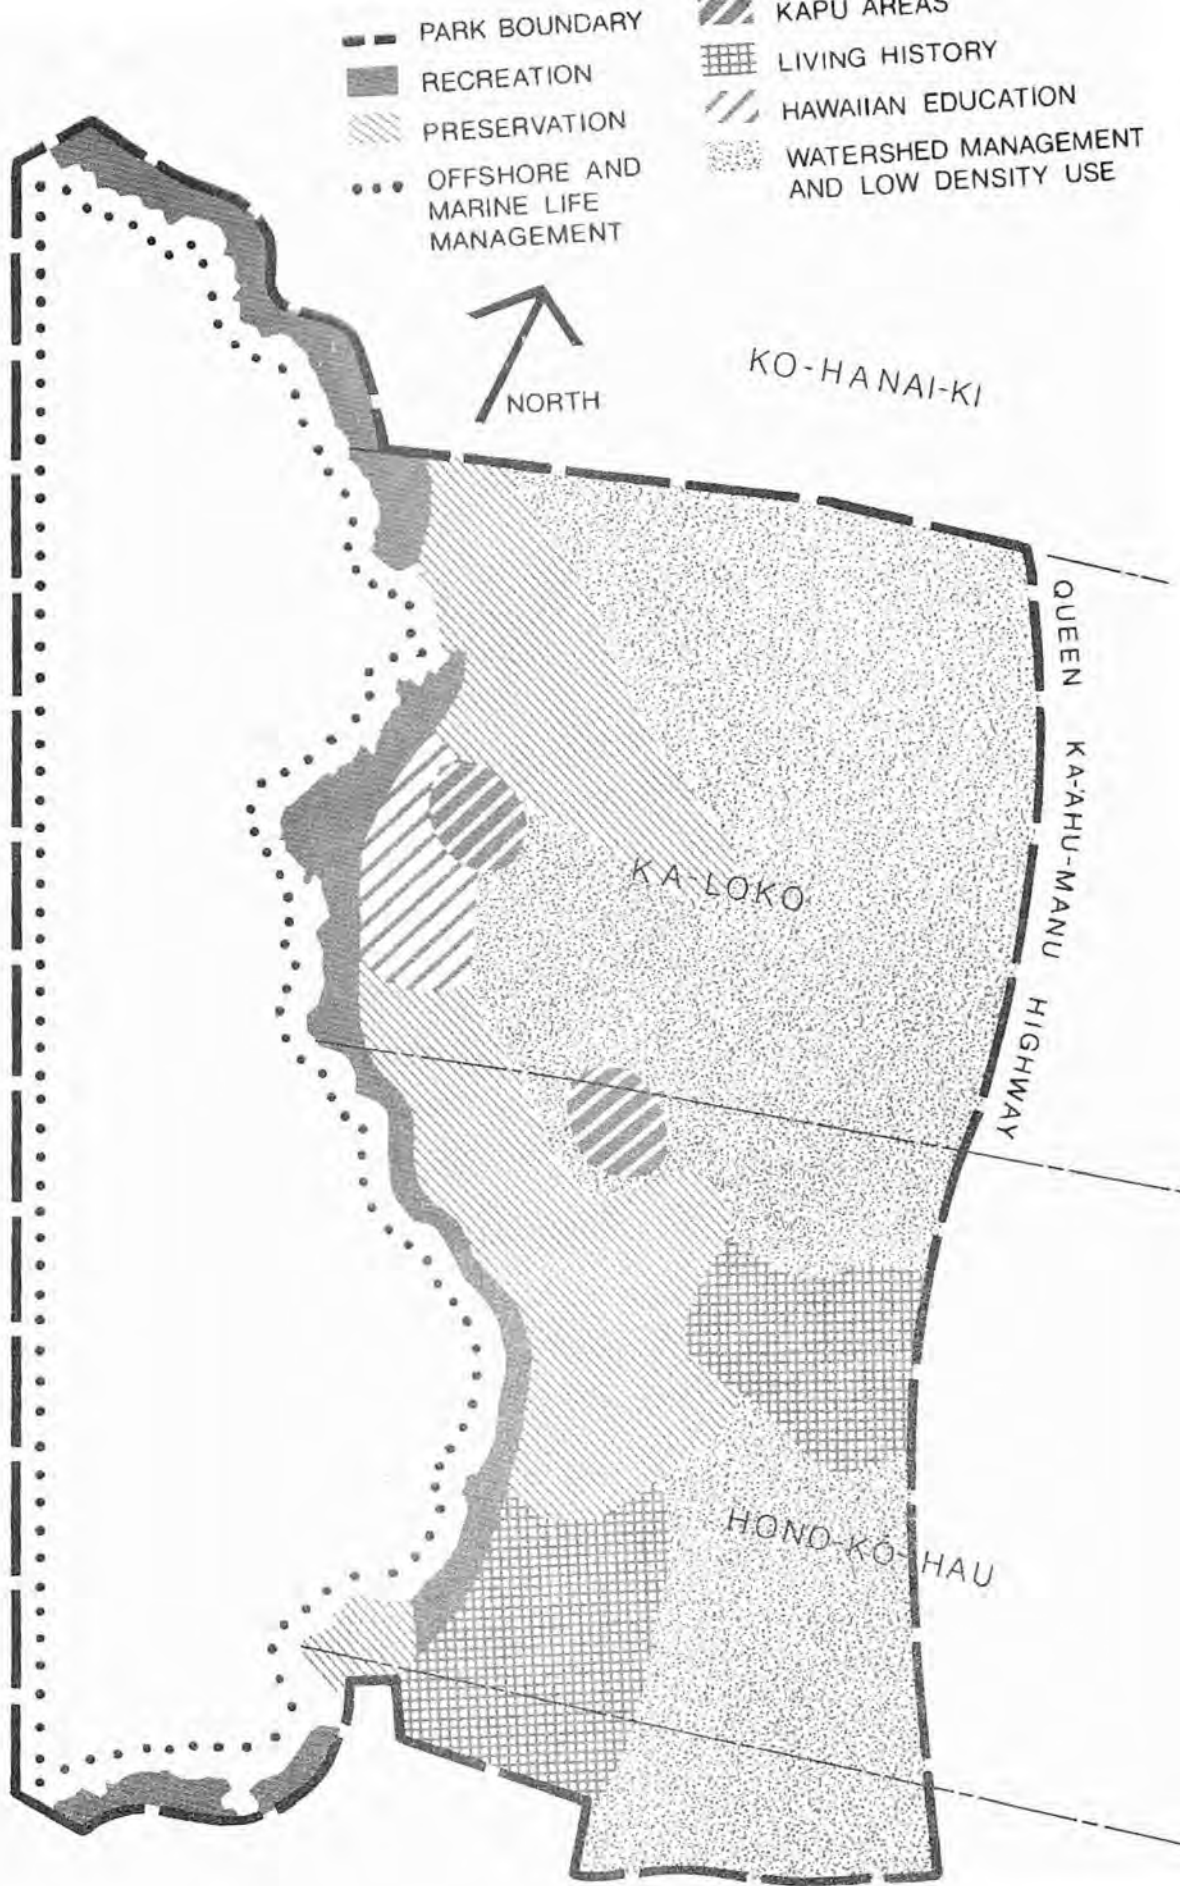 PARK BOUNDARY
RECREATION
PRESERVATION
OFFSHORE AND
MARINE LIFE
MANAGEMENT
KAPU AREAS
LIVING HISTORY
HAWAIIAN EDUCATION
WATERSHED MANAGEMENT
AND LOW DENSITY USE
NORTH
KO-HANAI-KI
QUEEN KA-'AHU-MANU HIGHWAY
KA-LOKO
HONO-KŌ-HAU